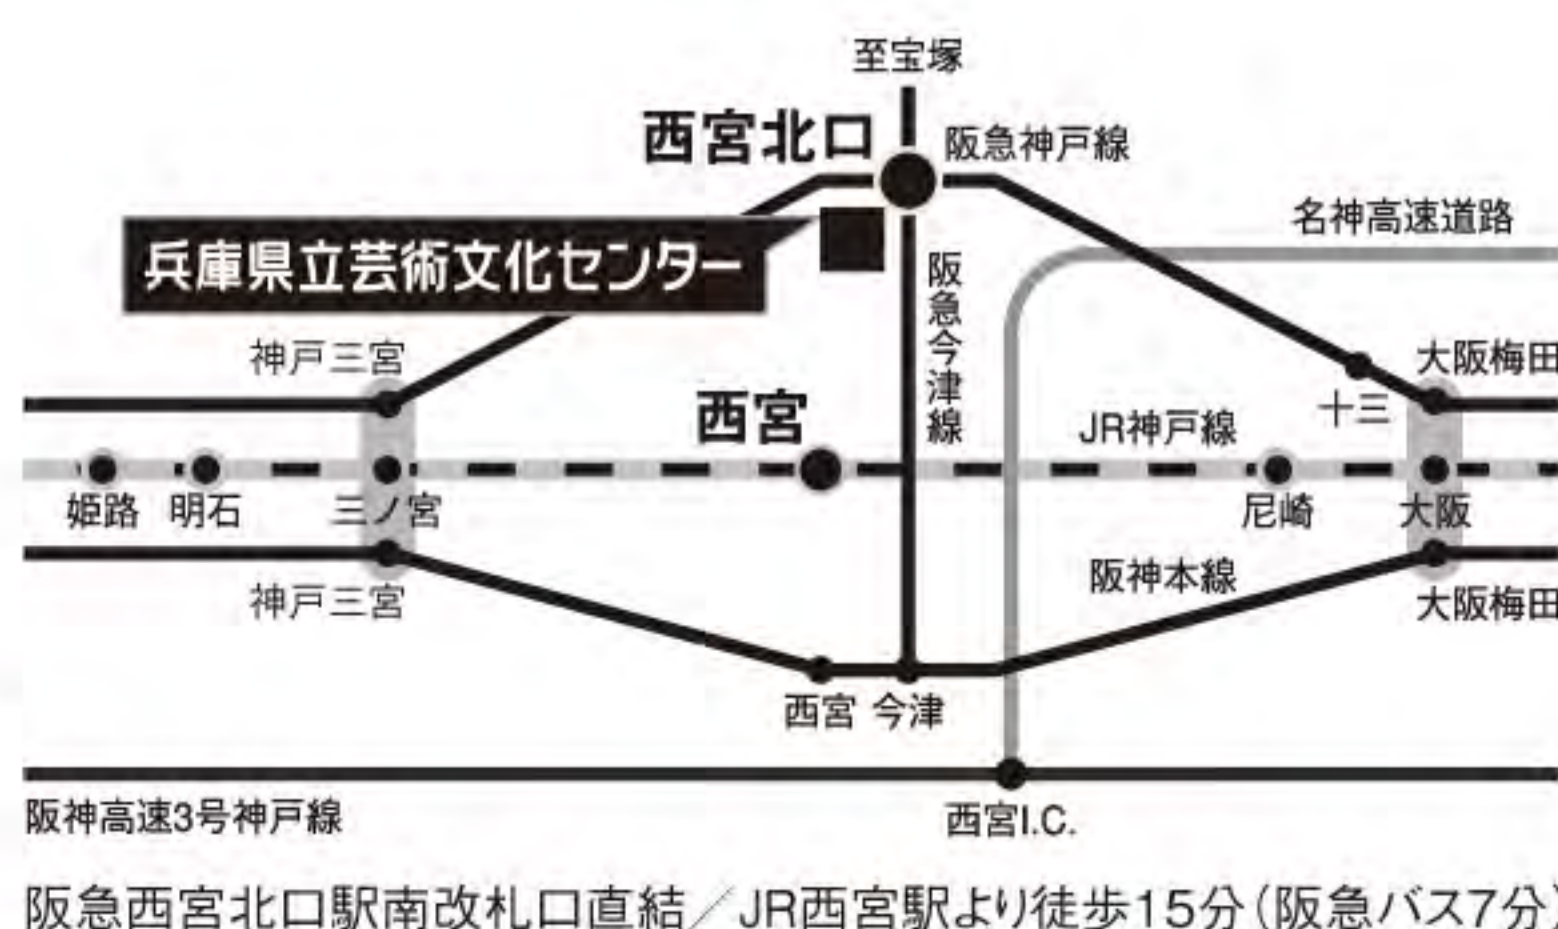 至宝塚
西宮北口
阪急神戸線
名神高速道路
兵庫県立芸術文化センター
阪急今津線
神戸三宮
大阪梅田
十三
西宮
JR神戸線
姫路
明石
三ノ宮
尼崎
大阪
阪神本線
神戸三宮
大阪梅田
西宮
今津
阪神高速3号神戸線
西宮I.C.
阪急西宮北口駅南改札口直結／JR西宮駅より徒歩15分（阪急バス7分）